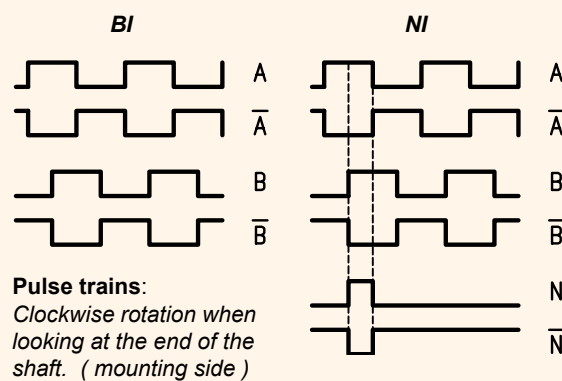 BI
NI
A
A
A̅
A̅
B
B
B̅
B̅
Pulse trains:
Clockwise rotation when
looking at the end of the
shaft. ( mounting side )
N
N̅